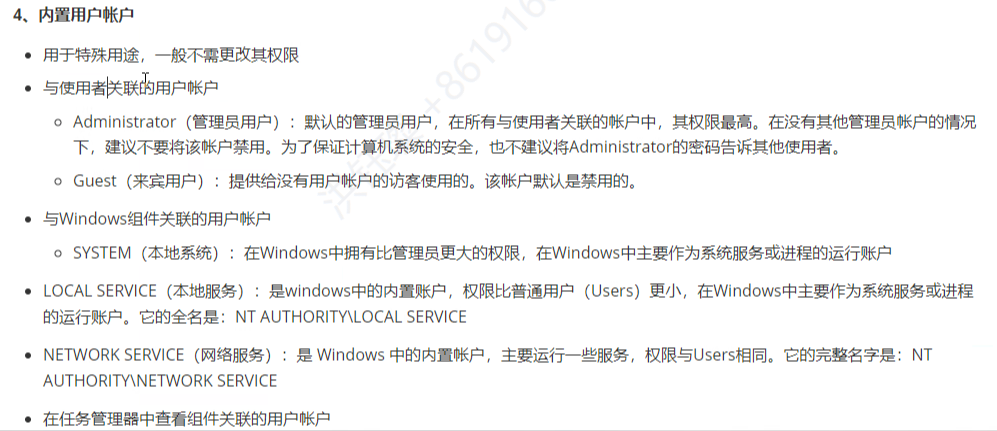 4、内置用户帐户
用于特殊用途，一般不需更改其权限
与使用者关联的用户帐户
Administrator（管理员用户）：默认的管理员用户，在所有与使用者关联的帐户中，其权限最高。在没有其他管理员帐户的情况
下，建议不要将该帐户禁用。为了保证计算机系统的安全，也不建议将Administrator的密码告诉其他使用者。
Guest（来宾用户）：提供给没有用户帐户的访客使用的。该帐户默认是禁用的。
与Windows组件关联的用户帐户
SYSTEM（本地系统）：在Windows中拥有比管理员更大的权限，在Windows中主要作为系统服务或进程的运行账户
LOCAL SERVICE（本地服务）：是windows中的内置账户，权限比普通用户（Users）更小，在Windows中主要作为系统服务或进程
的运行账户。它的全名是：NT AUTHORITY\LOCAL SERVICE
NETWORK SERVICE（网络服务）：是 Windows 中的内置帐户，主要运行一些服务，权限与Users相同。它的完整名字是：NT
AUTHORITY\NETWORK SERVICE
在任务管理器中查看组件关联的用户帐户